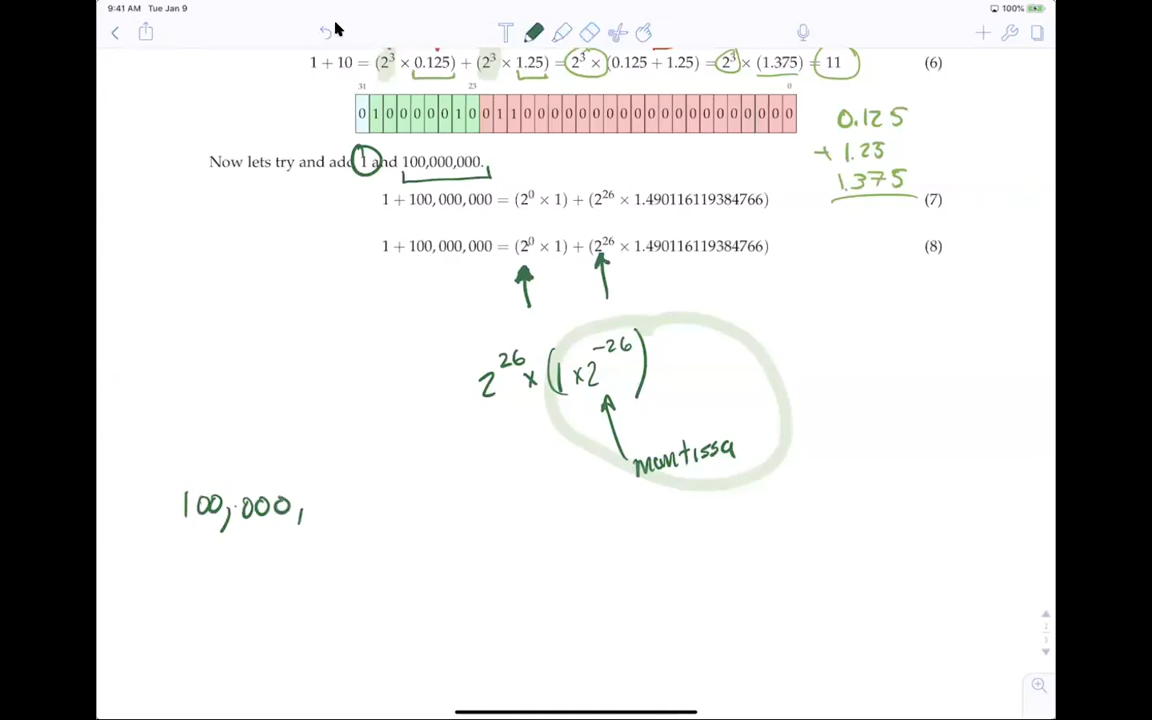 9:41 AM Tue Jan 9
100%
1 + 10 = (2³ × 0.125) + (2³ × 1.25) = 2³ × (0.125 + 1.25) = 2³ × (1.375) = 11 (6)
31 23 0
0 1 0 0 0 0 0 1 0 0 1 1 0 0 0 0 0 0 0 0 0 0 0 0 0 0 0 0 0 0 0 0
0.125
+ 1.25
1.375
Now lets try and add 1 and 100,000,000.
1 + 100,000,000 = (2⁰ × 1) + (2²⁶ × 1.490116119384766) (7)
1 + 100,000,000 = (2⁰ × 1) + (2²⁶ × 1.490116119384766) (8)
2²⁶ × (1 × 2⁻²⁶)
mantissa
100,000,